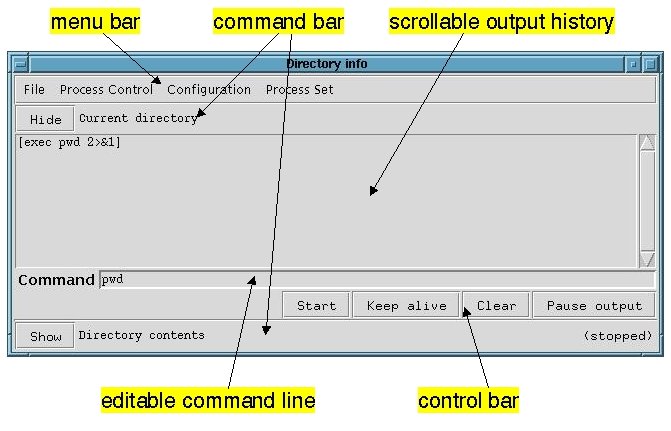 menu bar command bar scrollable output history
Directory info
File Process Control Configuration Process Set
Hide Current directory
[exec pwd 2>&1]
Command pwd
Start Keep alive Clear Pause output
Show Directory contents (stopped)
editable command line control bar